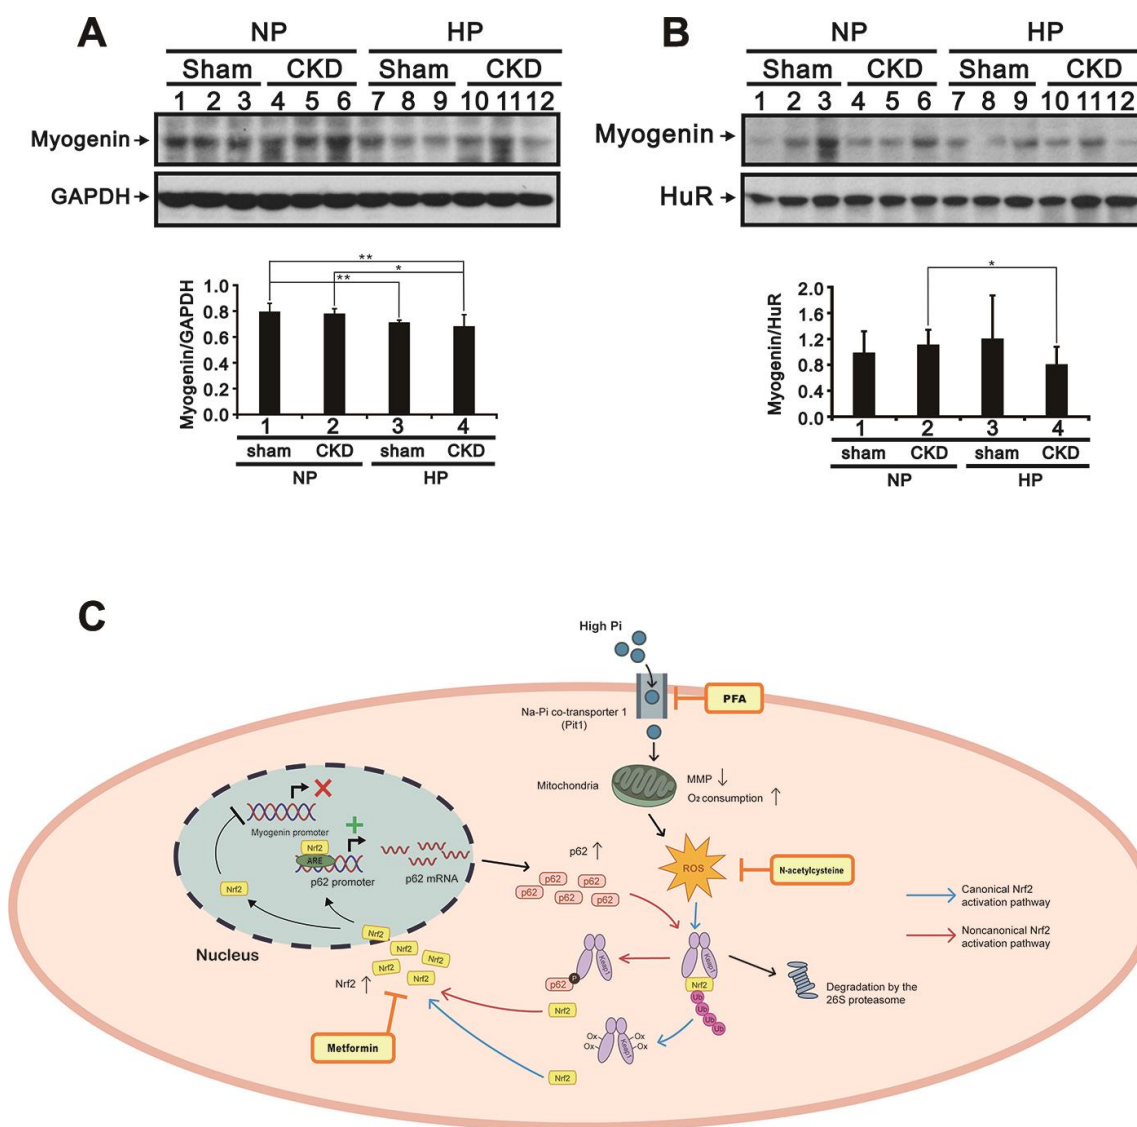 A
NP
HP
Sham
CKD
Sham
CKD
1 2 3 4 5 6 7 8 9 10 11 12
Myogenin
GAPDH
**
*
**
Myogenin/GAPDH
1.0
0.8
0.6
0.4
0.2
0.0
1 2 3 4
sham CKD sham CKD
NP HP
B
NP
HP
Sham
CKD
Sham
CKD
1 2 3 4 5 6 7 8 9 10 11 12
Myogenin
HuR
*
Myogenin/HuR
2.0
1.6
1.2
0.8
0.4
0.0
1 2 3 4
sham CKD sham CKD
NP HP
C
High Pi
PFA
Na-Pi co-transporter 1
(Pit1)
Mitochondria
MMP ↓
O2 consumption ↑
ROS
N-acetylcysteine
Myogenin promoter
Nrf2
ARE
p62 promoter
p62 mRNA
Nrf2
Nucleus
p62 ↑
p62 p62
p62 p62 p62
Nrf2
Nrf2
Nrf2
Nrf2
Nrf2
Nrf2 ↑
Metformin
Keap1
P
p62
Nrf2
Keap1
Nrf2
Ub
Ub
Ub
Ub
Degradation by the
26S proteasome
Ox Ox
Ox Ox
Keap1
Nrf2
Canonical Nrf2
activation pathway
Noncanonical Nrf2
activation pathway